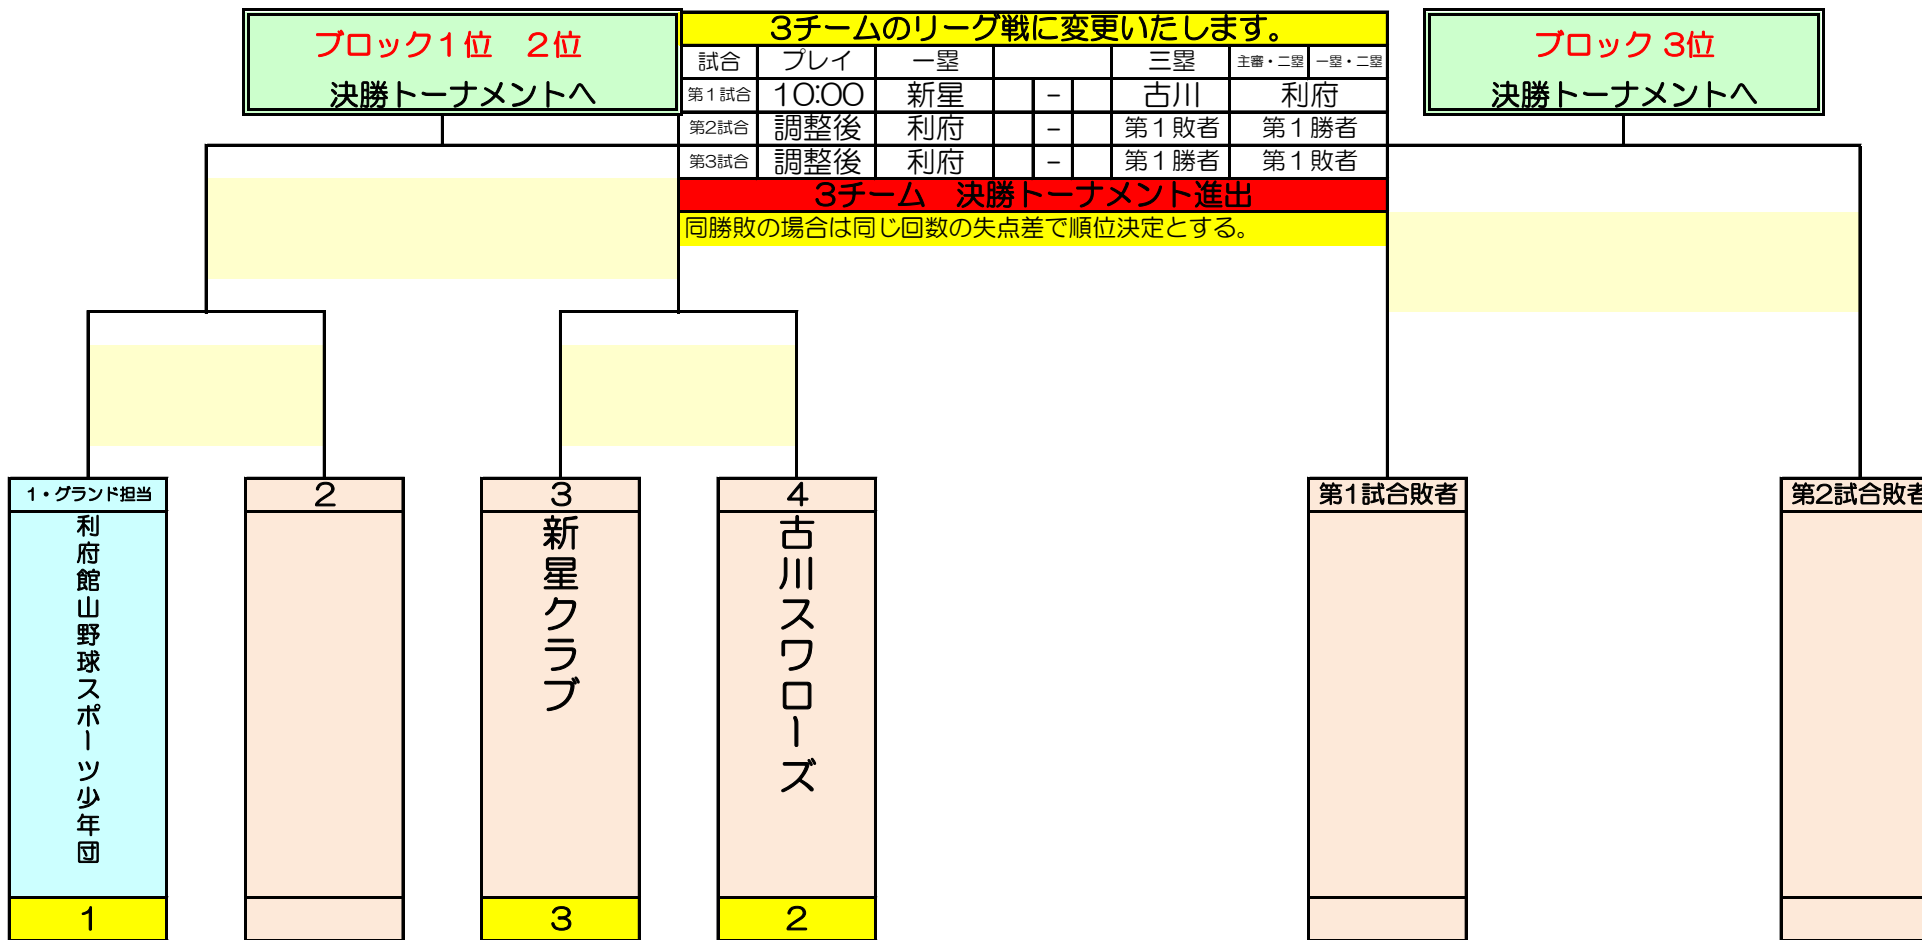 ブロック１位　２位
決勝トーナメントへ
3チームのリーグ戦に変更いたします。
試合 プレイ 一塁 三塁 主審・二塁 一塁・二塁
第１試合 10:00 新星 - 古川 利府
第2試合 調整後 利府 - 第１敗者 第１勝者
第3試合 調整後 利府 - 第１勝者 第１敗者
3チーム　決勝トーナメント進出
同勝敗の場合は同じ回数の失点差で順位決定とする。
ブロック 3位
決勝トーナメントへ
1・グランド担当
利府館山野球スポーツ少年団
1
2
3
新星クラブ
3
4
古川スワローズ
2
第1試合敗者
第2試合敗者